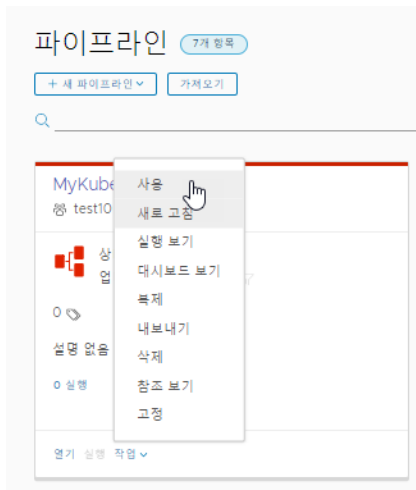 파이프라인 7개 항목
+ 새 파이프라인 가져오기
MyKube
test10
사용
새로 고침
실행 보기
대시보드 보기
복제
내보내기
삭제
참조 보기
고정
상
업
0
설명 없음
0 실행
열기 실행 작업